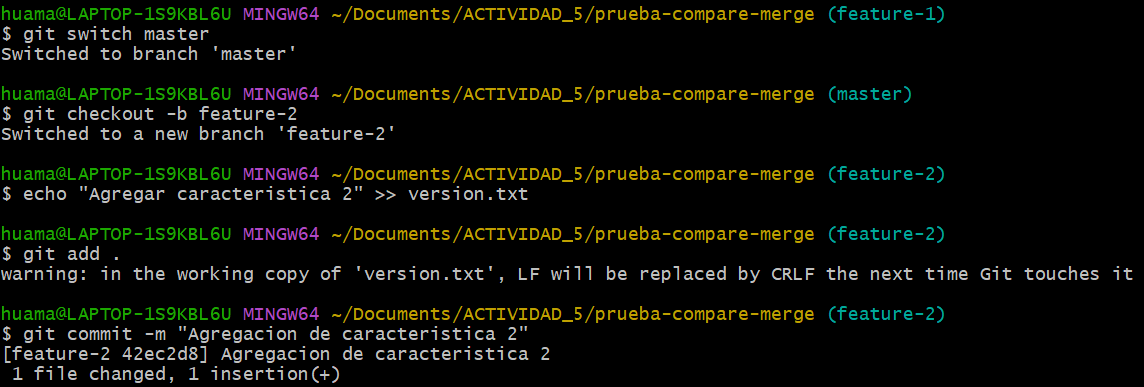 huama@LAPTOP-1S9KBL6U MINGW64 ~/Documents/ACTIVIDAD_5/prueba-compare-merge (feature-1)
$ git switch master
Switched to branch 'master'
huama@LAPTOP-1S9KBL6U MINGW64 ~/Documents/ACTIVIDAD_5/prueba-compare-merge (master)
$ git checkout -b feature-2
Switched to a new branch 'feature-2'
huama@LAPTOP-1S9KBL6U MINGW64 ~/Documents/ACTIVIDAD_5/prueba-compare-merge (feature-2)
$ echo "Agregar caracteristica 2" >> version.txt
huama@LAPTOP-1S9KBL6U MINGW64 ~/Documents/ACTIVIDAD_5/prueba-compare-merge (feature-2)
$ git add .
warning: in the working copy of 'version.txt', LF will be replaced by CRLF the next time Git touches it
huama@LAPTOP-1S9KBL6U MINGW64 ~/Documents/ACTIVIDAD_5/prueba-compare-merge (feature-2)
$ git commit -m "Agregacion de caracteristica 2"
[feature-2 42ec2d8] Agregacion de caracteristica 2
 1 file changed, 1 insertion(+)